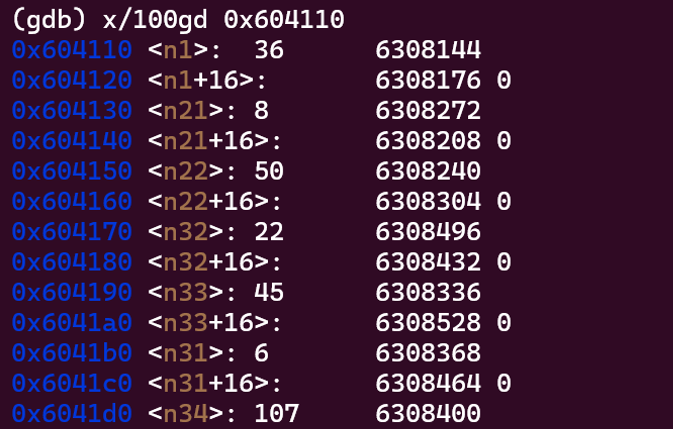 (gdb) x/100gd 0x604110
0x604110 <n1>: 36 6308144
0x604120 <n1+16>: 6308176 0
0x604130 <n21>: 8 6308272
0x604140 <n21+16>: 6308208 0
0x604150 <n22>: 50 6308240
0x604160 <n22+16>: 6308304 0
0x604170 <n32>: 22 6308496
0x604180 <n32+16>: 6308432 0
0x604190 <n33>: 45 6308336
0x6041a0 <n33+16>: 6308528 0
0x6041b0 <n31>: 6 6308368
0x6041c0 <n31+16>: 6308464 0
0x6041d0 <n34>: 107 6308400